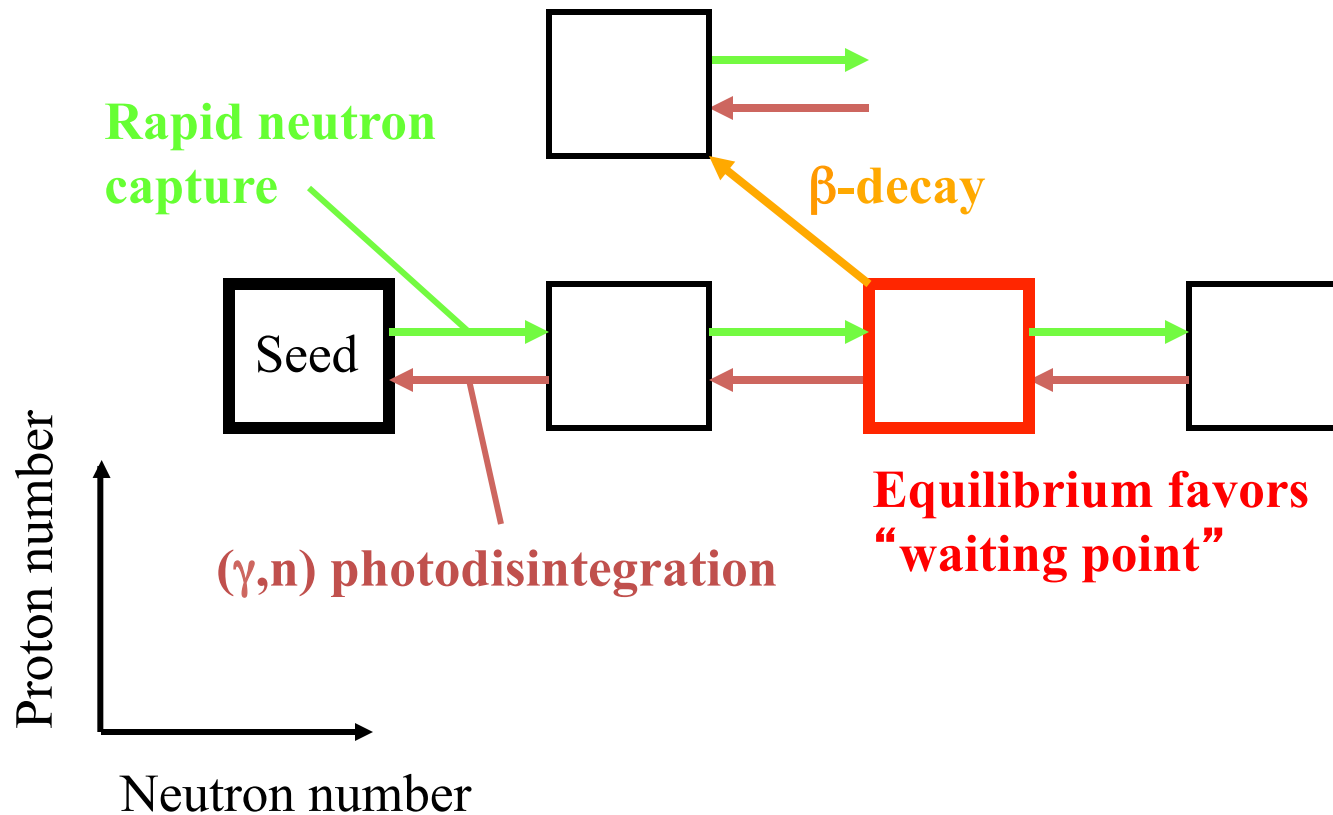 Rapid neutron
capture
β-decay
Seed
Equilibrium favors
“waiting point”
(γ,n) photodisintegration
Proton number
Neutron number